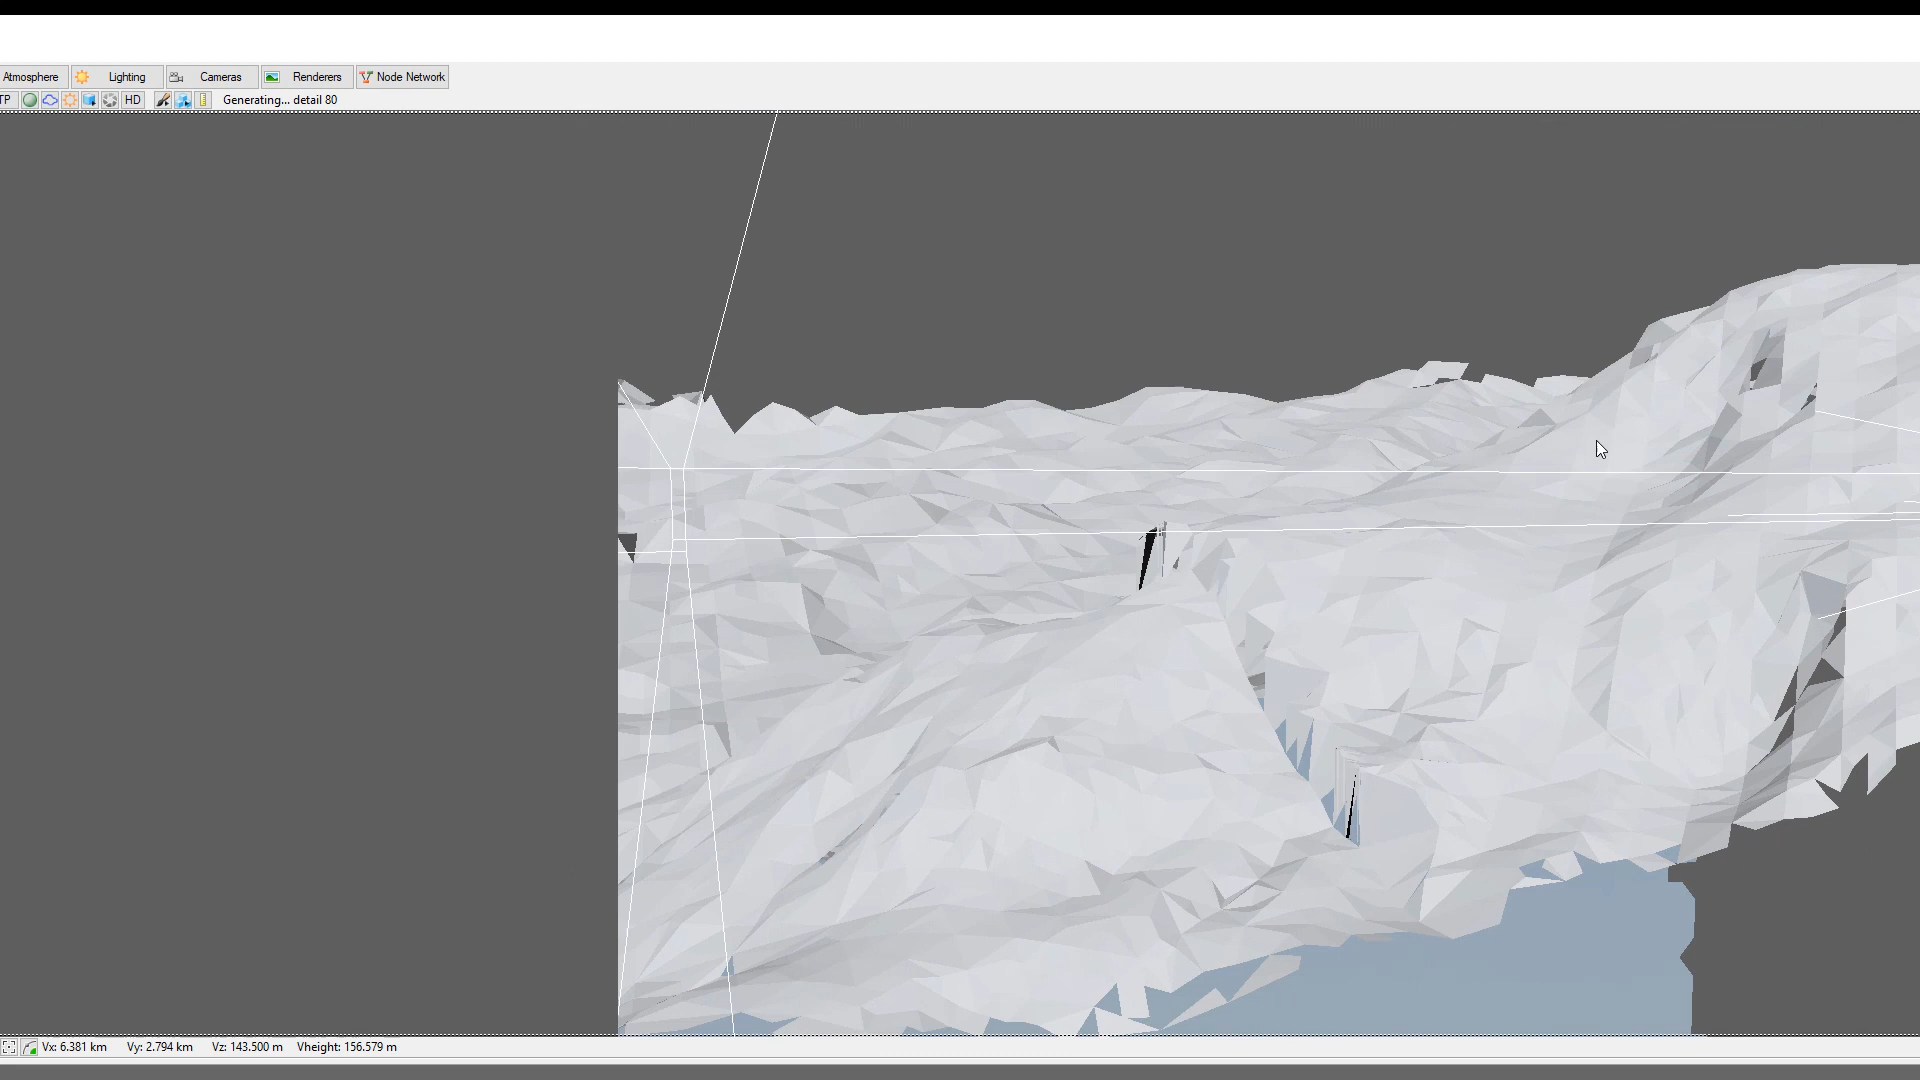 Atmosphere Lighting Cameras Renderers Node Network
TP HD Generating... detail 80
Vx: 6.381 km Vy: 2.794 km Vz: 143.500 m Vheight: 156.579 m